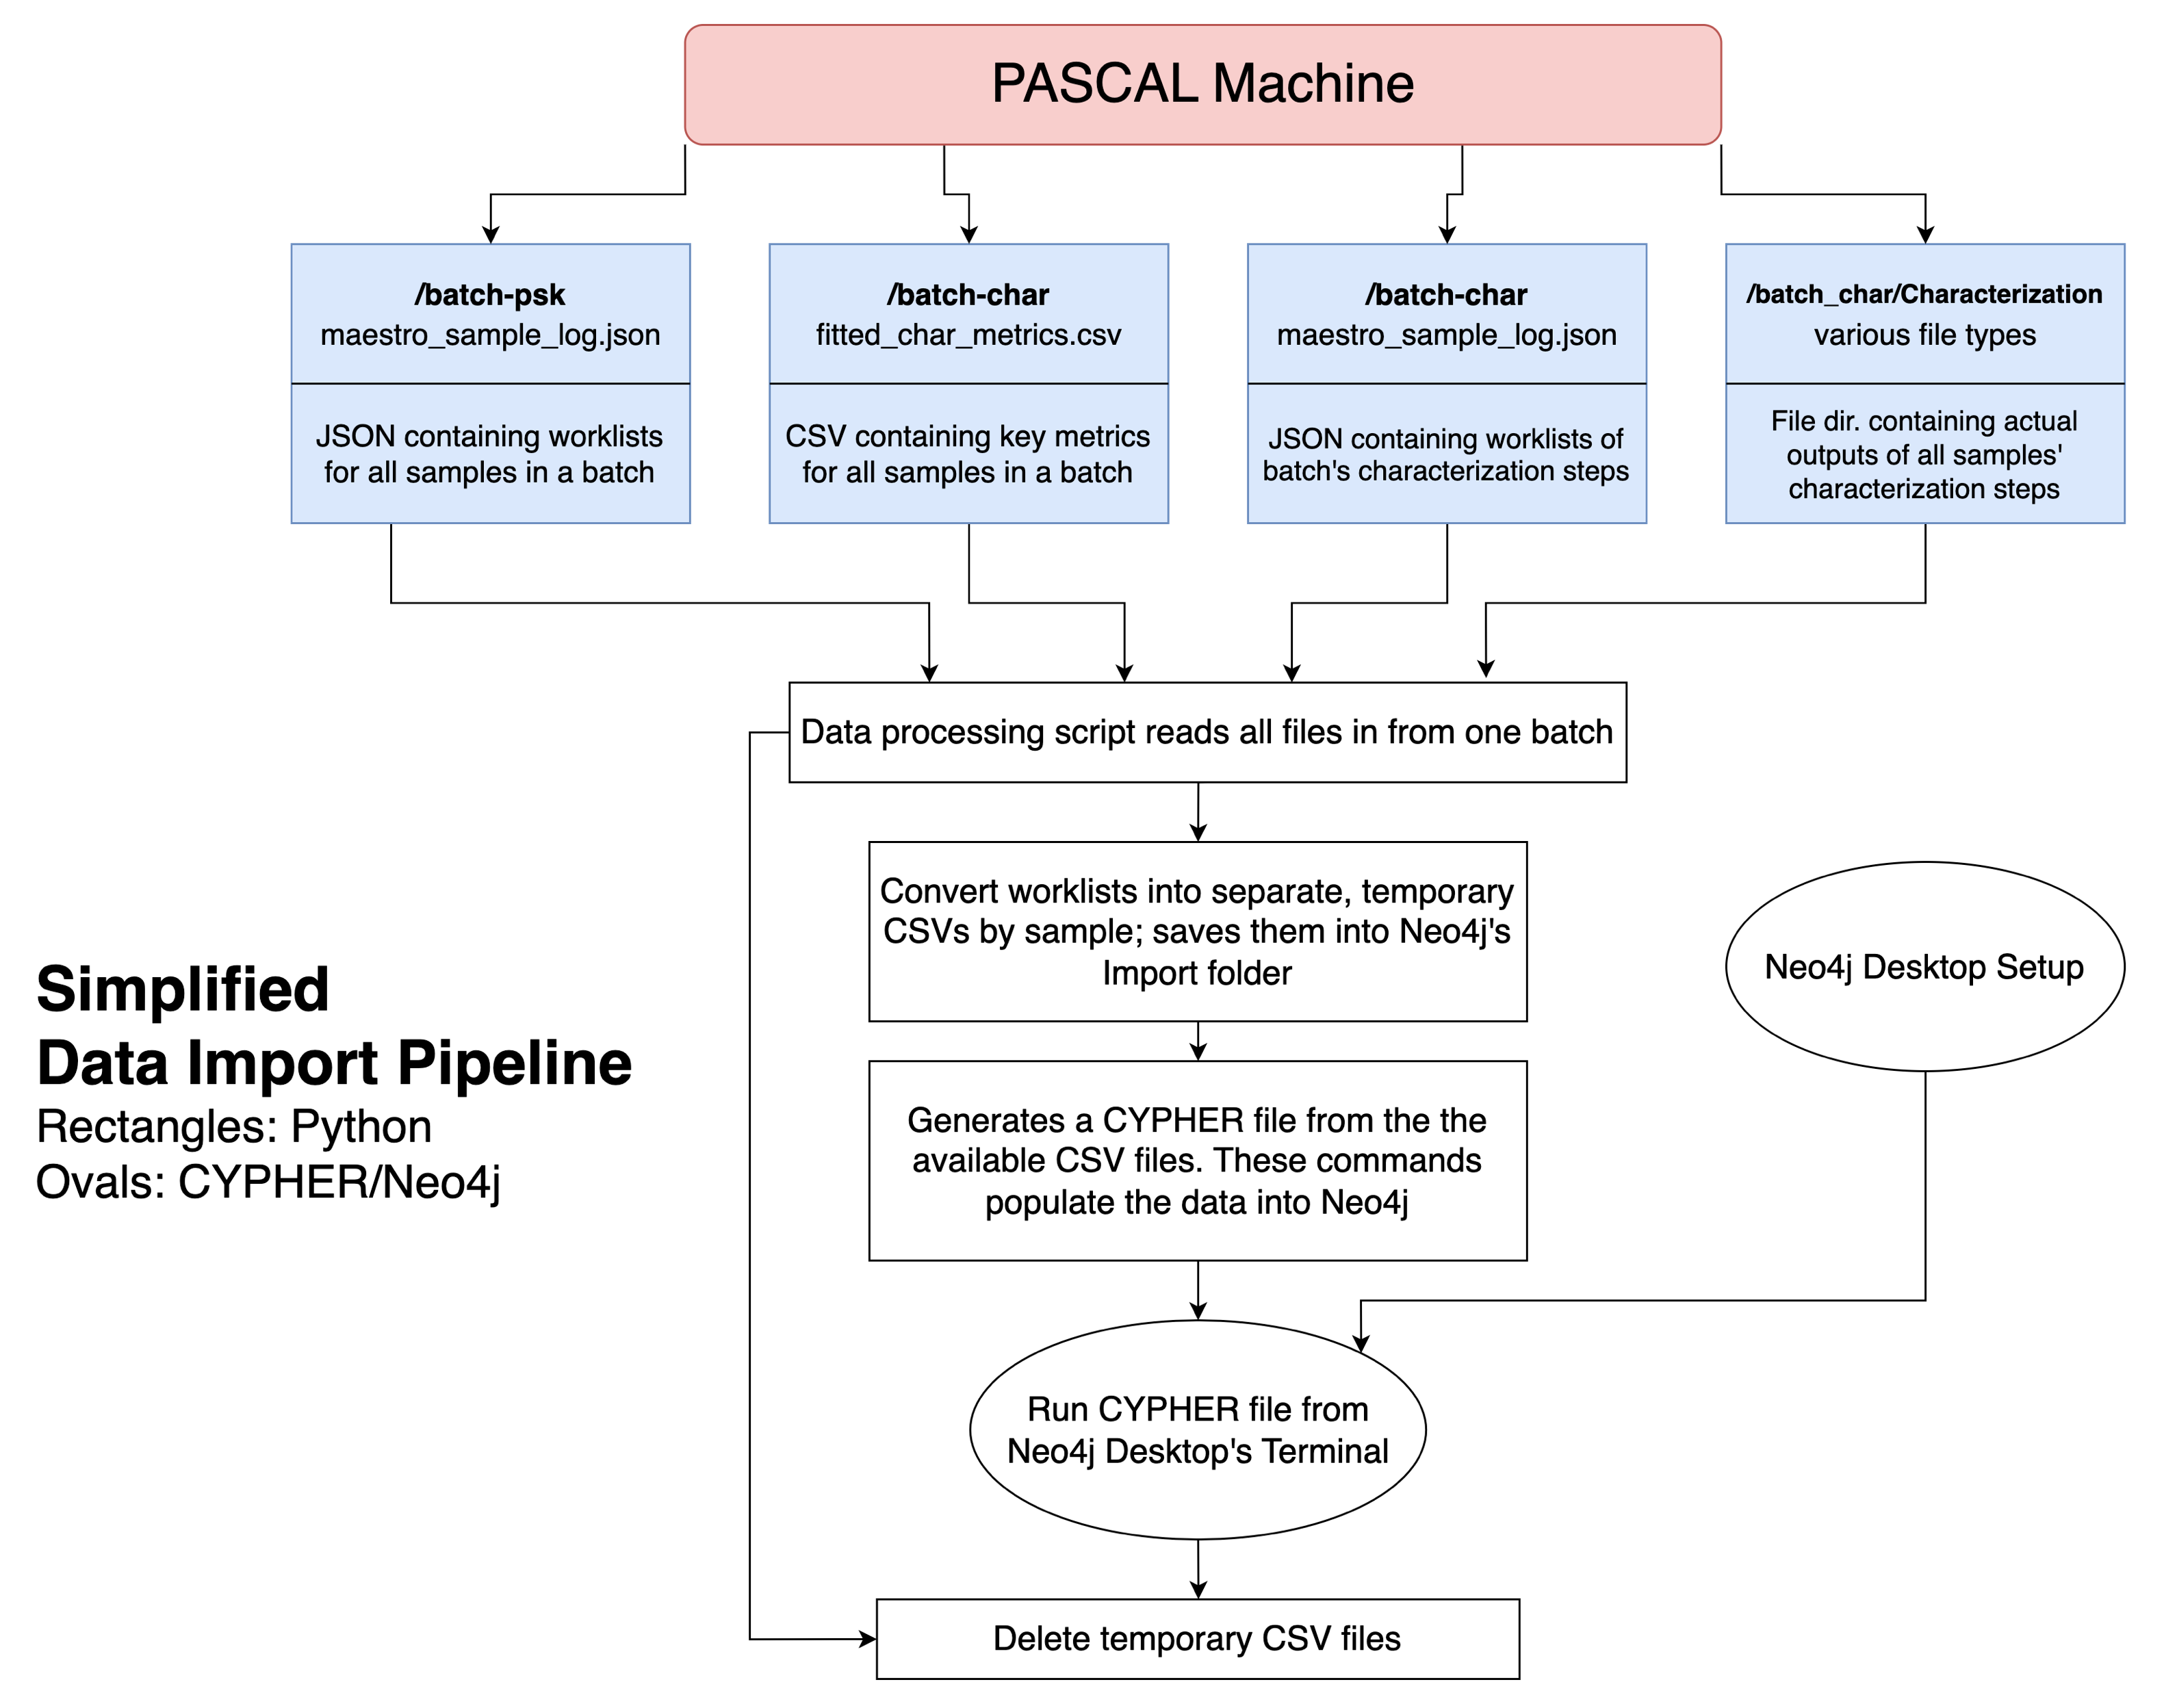 PASCAL Machine
/batch-psk
maestro_sample_log.json
JSON containing worklists
for all samples in a batch
/batch-char
fitted_char_metrics.csv
CSV containing key metrics
for all samples in a batch
/batch-char
maestro_sample_log.json
JSON containing worklists of
batch's characterization steps
/batch_char/Characterization
various file types
File dir. containing actual
outputs of all samples'
characterization steps
Data processing script reads all files in from one batch
Convert worklists into separate, temporary
CSVs by sample; saves them into Neo4j's
Import folder
Neo4j Desktop Setup
Simplified
Data Import Pipeline
Rectangles: Python
Ovals: CYPHER/Neo4j
Generates a CYPHER file from the the
available CSV files. These commands
populate the data into Neo4j
Run CYPHER file from
Neo4j Desktop's Terminal
Delete temporary CSV files